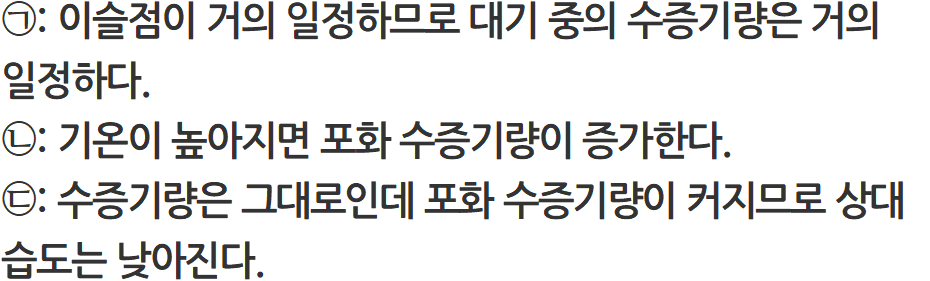 ㉠: 이슬점이 거의 일정하므로 대기 중의 수증기량은 거의
일정하다.
㉡: 기온이 높아지면 포화 수증기량이 증가한다.
㉢: 수증기량은 그대로인데 포화 수증기량이 커지므로 상대
습도는 낮아진다.